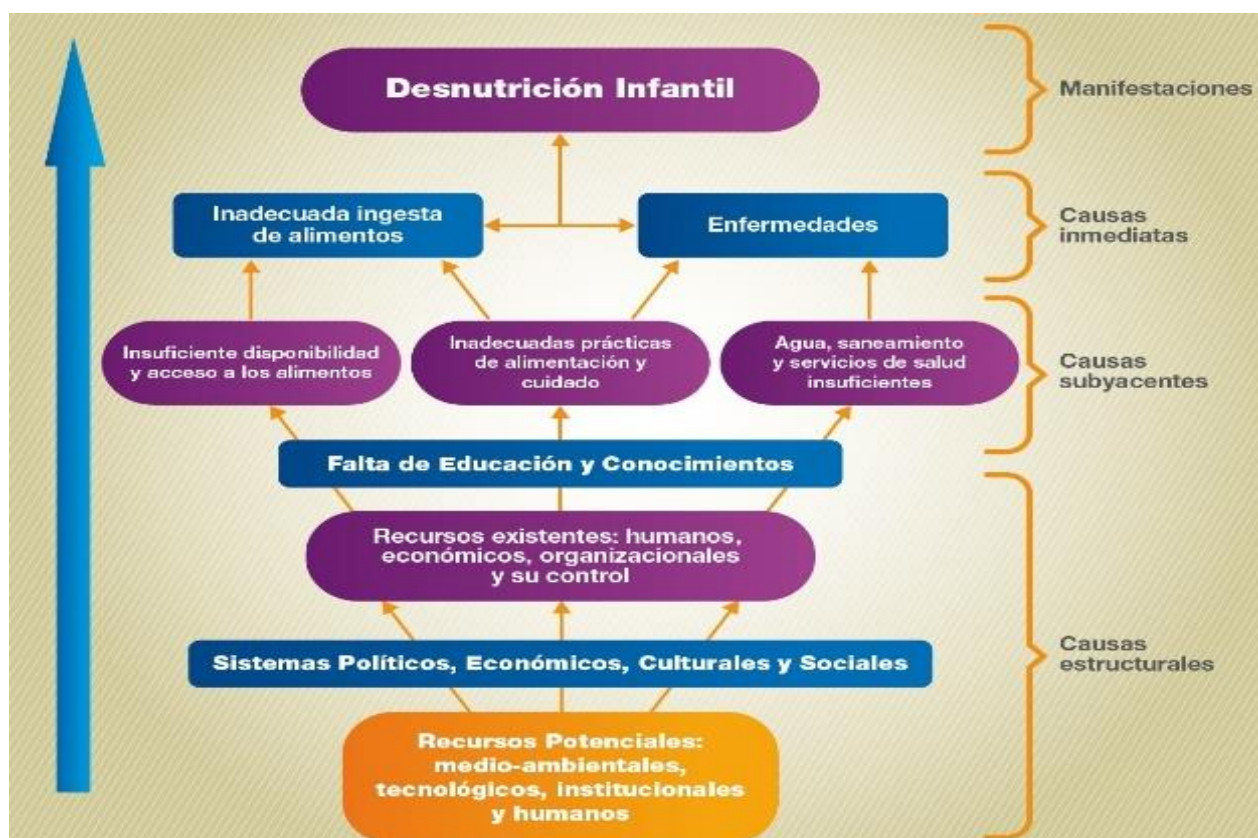 Desnutrición Infantil
Manifestaciones
Inadecuada ingesta
de alimentos
Enfermedades
Causas
inmediatas
Insuficiente disponibilidad
y acceso a los alimentos
Inadecuadas prácticas
de alimentación y
cuidado
Agua, saneamiento
y servicios de salud
insuficientes
Causas
subyacentes
Falta de Educación y Conocimientos
Recursos existentes: humanos,
económicos, organizacionales
y su control
Sistemas Políticos, Económicos, Culturales y Sociales
Causas
estructurales
Recursos Potenciales:
medio-ambientales,
tecnológicos, institucionales
y humanos